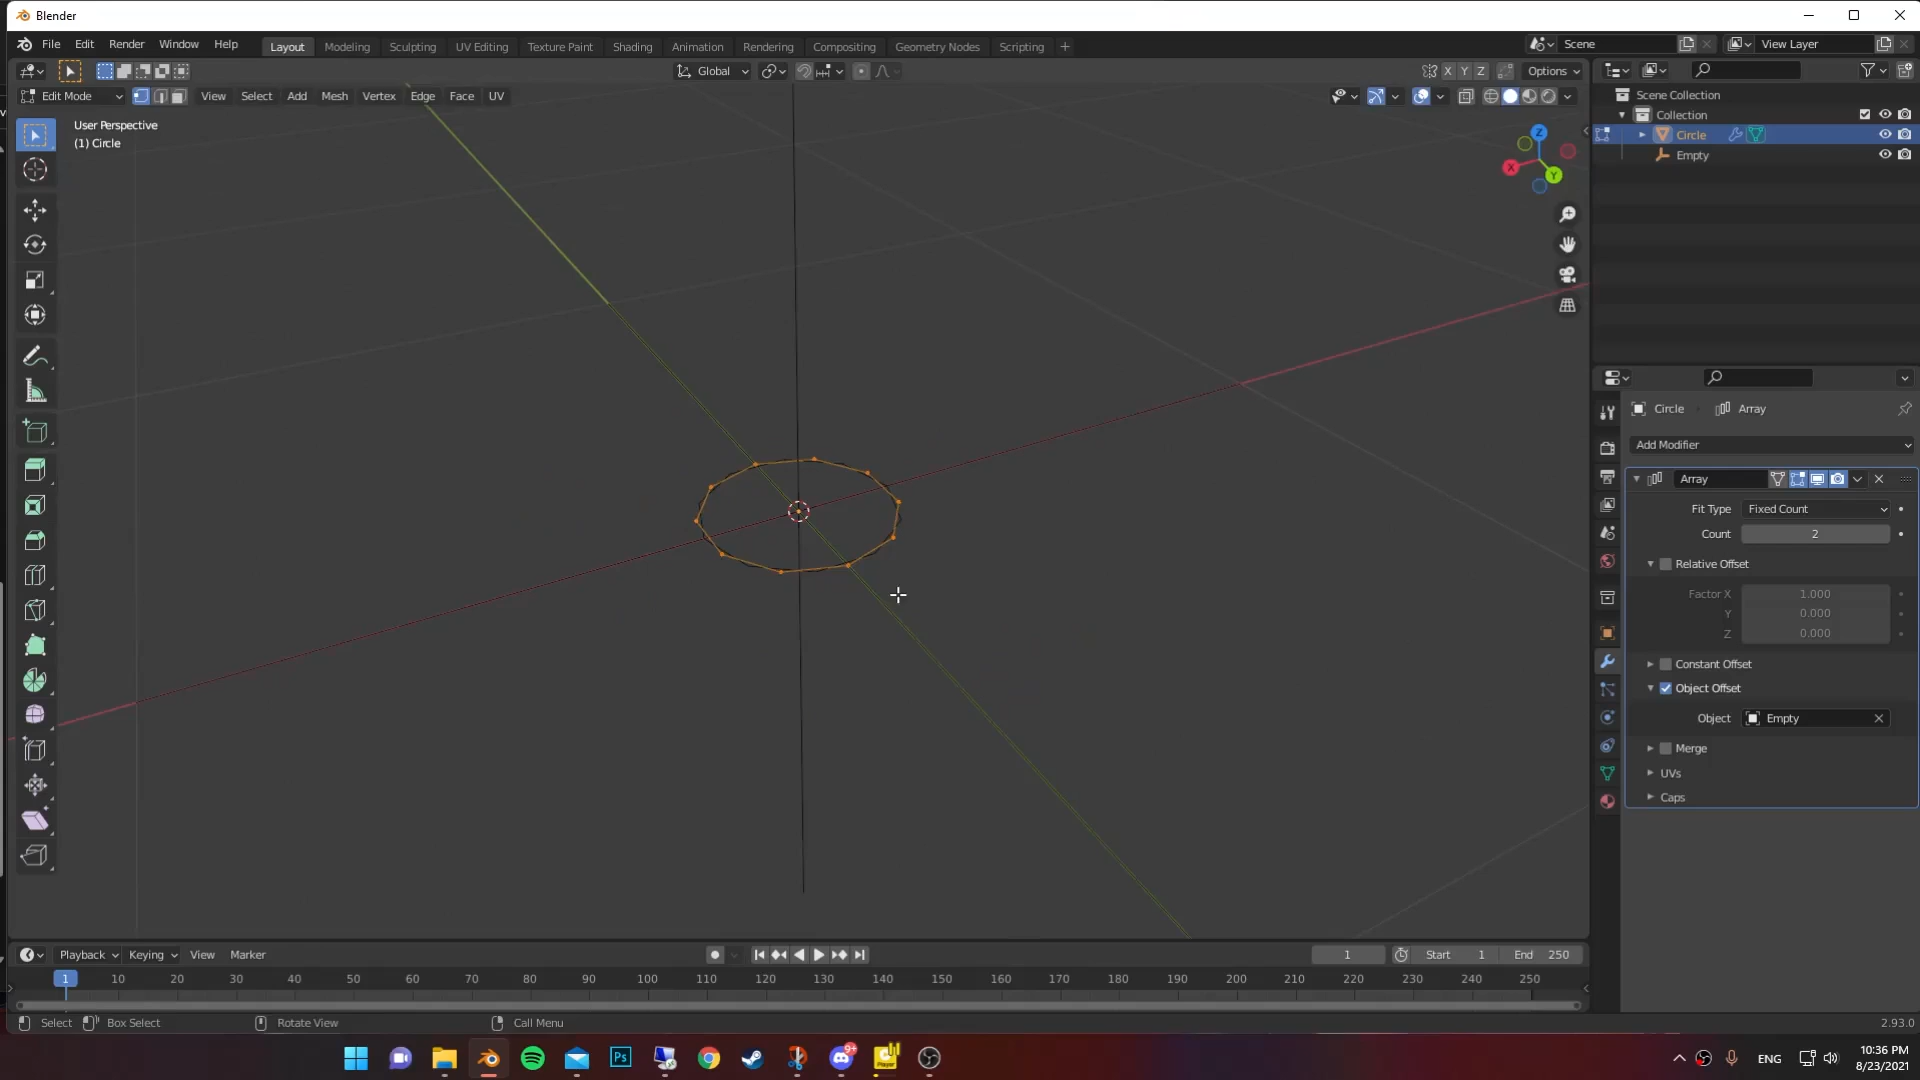 Blender
File Edit Render Window Help Layout Modeling Sculpting UV Editing Texture Paint Shading Animation Rendering Compositing Geometry Nodes Scripting + Scene View Layer
Global X Y Z Options
Edit Mode View Select Add Mesh Vertex Edge Face UV
User Perspective
(1) Circle
Z
X
Y
Scene Collection
Collection
Circle
Empty
Circle Array
Add Modifier
Array
Fit Type Fixed Count
Count 2
Relative Offset
Factor X 1.000
Y 0.000
Z 0.000
Constant Offset
Object Offset
Object Empty
Merge
UVs
Caps
Playback Keying View Marker 1 Start 1 End 250
1 10 20 30 40 50 60 70 80 90 100 110 120 130 140 150 160 170 180 190 200 210 220 230 240 250
Select Box Select Rotate View Call Menu 2.93.0
Ps 9+ Player ENG 10:36 PM
8/23/2021